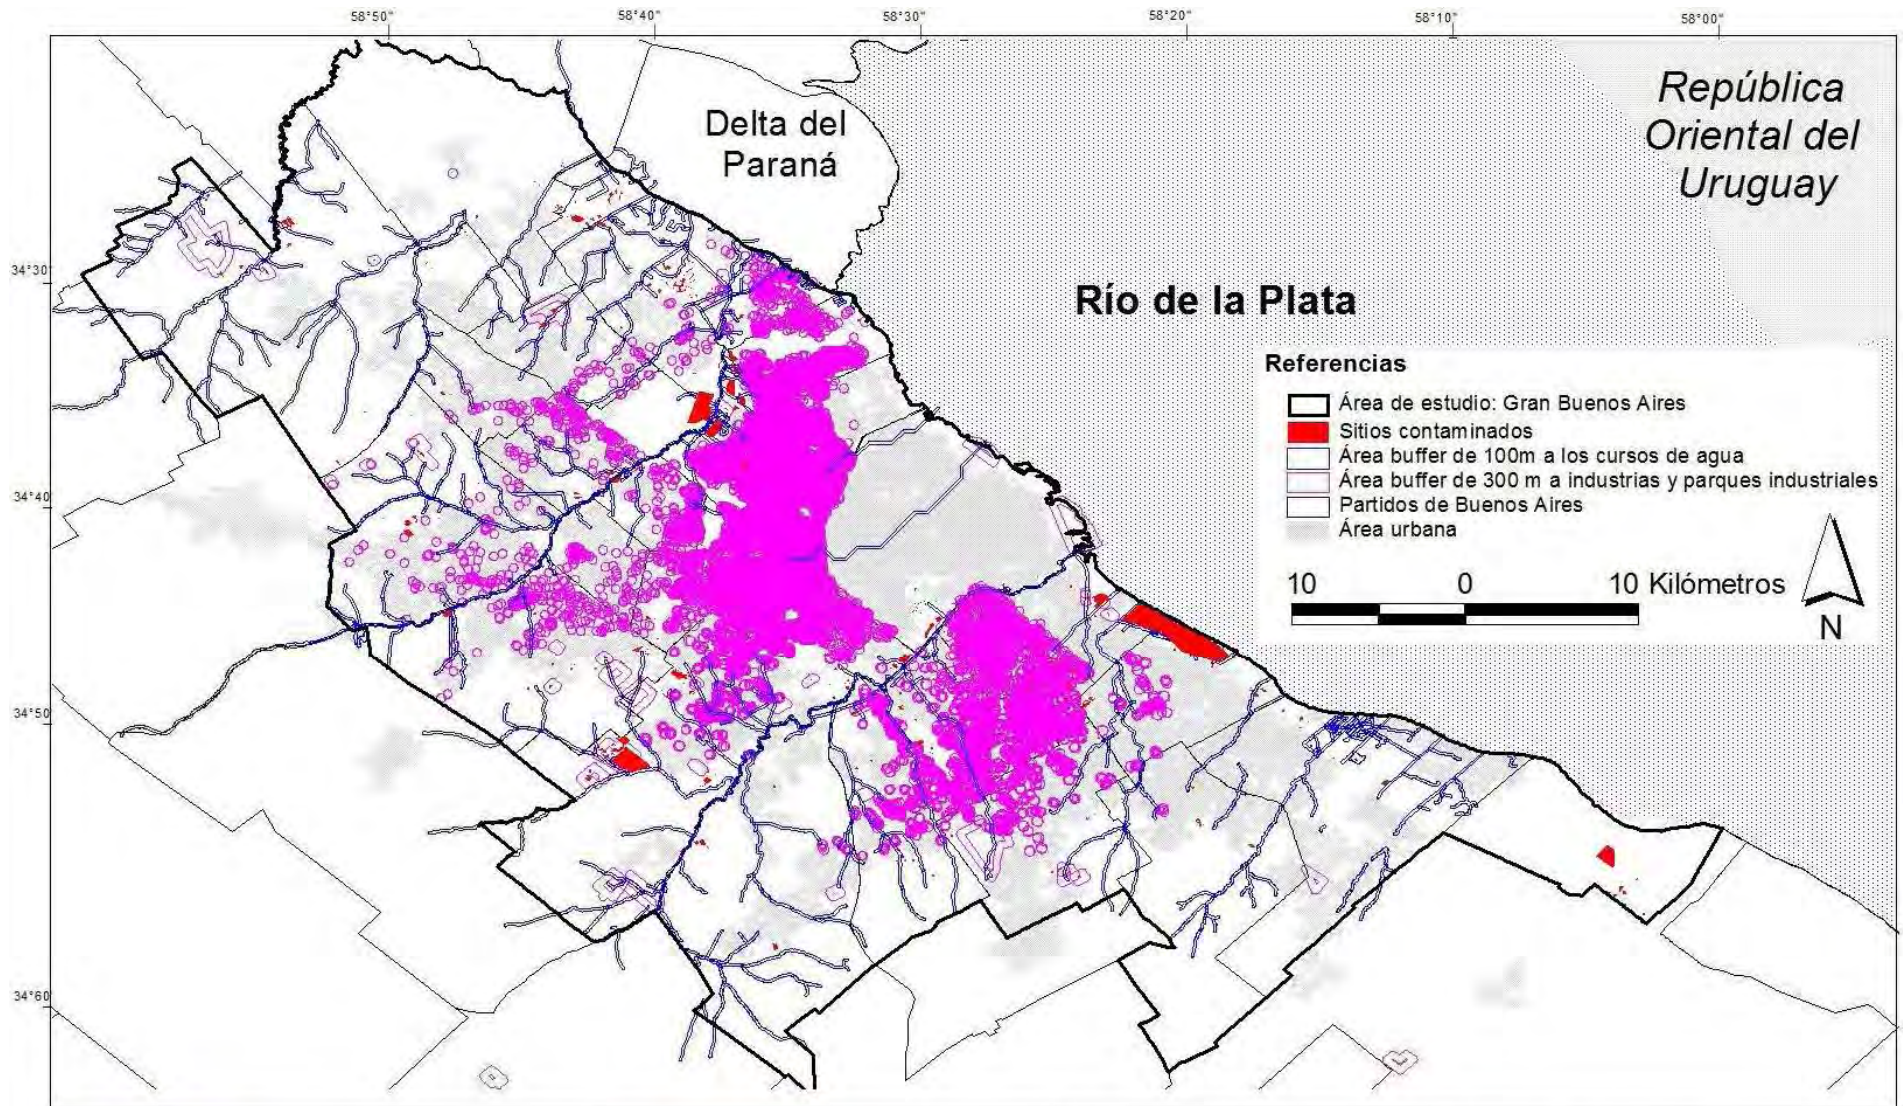 58°50'
58°40'
58°30'
58°20'
58°10'
58°00'
República
Oriental del
Uruguay
Delta del
Paraná
34°30'
Río de la Plata
Referencias
Área de estudio: Gran Buenos Aires
Sitios contaminados
Área buffer de 100m a los cursos de agua
Área buffer de 300 m a industrias y parques industriales
Partidos de Buenos Aires
Área urbana
34°40'
10 0 10 Kilómetros
N
34°50'
34°60'